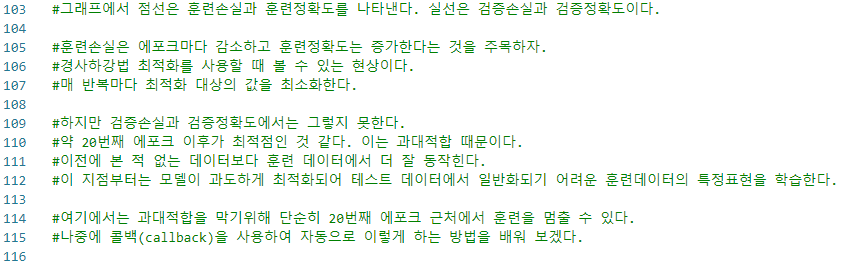 103 #그래프에서 점선은 훈련손실과 훈련정확도를 나타낸다. 실선은 검증손실과 검증정확도이다.
104
105 #훈련손실은 에포크마다 감소하고 훈련정확도는 증가한다는 것을 주목하자.
106 #경사하강법 최적화를 사용할 때 볼 수 있는 현상이다.
107 #매 반복마다 최적화 대상의 값을 최소화한다.
108
109 #하지만 검증손실과 검증정확도에서는 그렇지 못한다.
110 #약 20번째 에포크 이후가 최적점인 것 같다. 이는 과대적합 때문이다.
111 #이전에 본 적 없는 데이터보다 훈련 데이터에서 더 잘 동작힌다.
112 #이 지점부터는 모델이 과도하게 최적화되어 테스트 데이터에서 일반화되기 어려운 훈련데이터의 특정표현을 학습한다.
113
114 #여기에서는 과대적합을 막기위해 단순히 20번째 에포크 근처에서 훈련을 멈출 수 있다.
115 #나중에 콜백(callback)을 사용하여 자동으로 이렇게 하는 방법을 배워 보겠다.
116